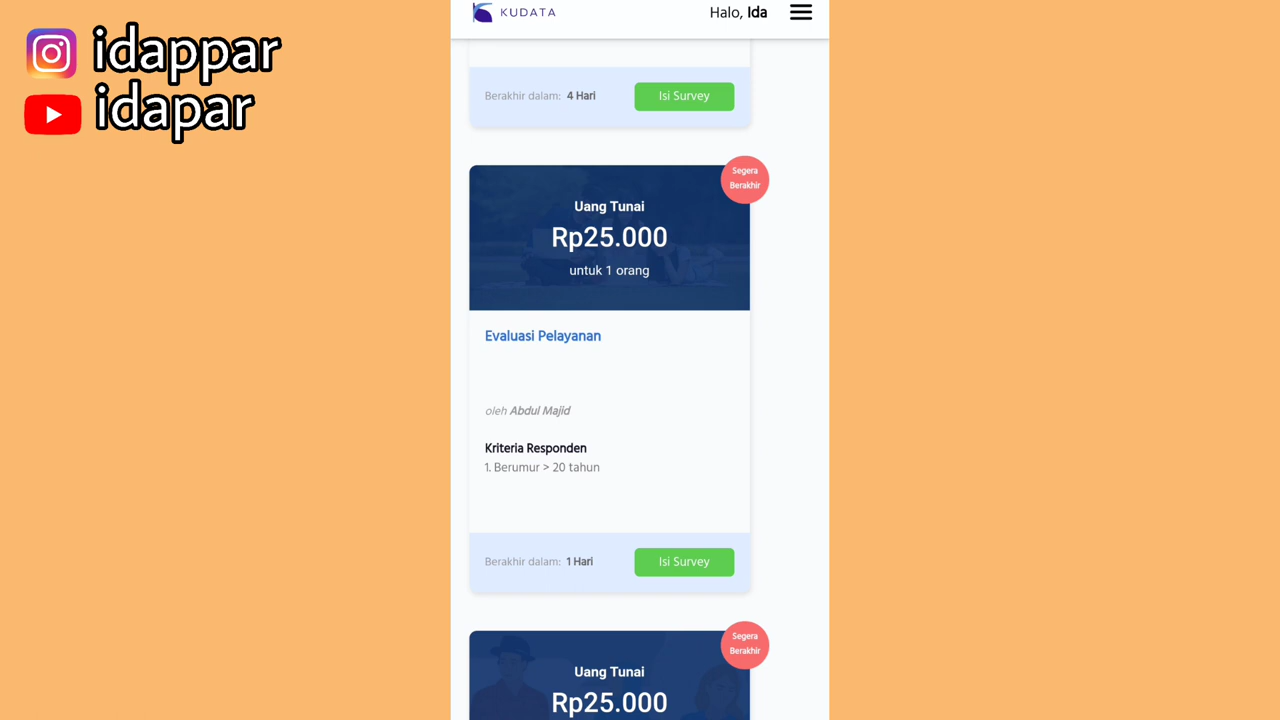 idappar
idapar
KUDATA
Halo, Ida
Berakhir dalam: 4 Hari
Isi Survey
Segera
Berakhir
Uang Tunai
Rp25.000
untuk 1 orang
Evaluasi Pelayanan
oleh Abdul Majid
Kriteria Responden
1. Berumur > 20 tahun
Berakhir dalam: 1 Hari
Isi Survey
Segera
Berakhir
Uang Tunai
Rp25.000